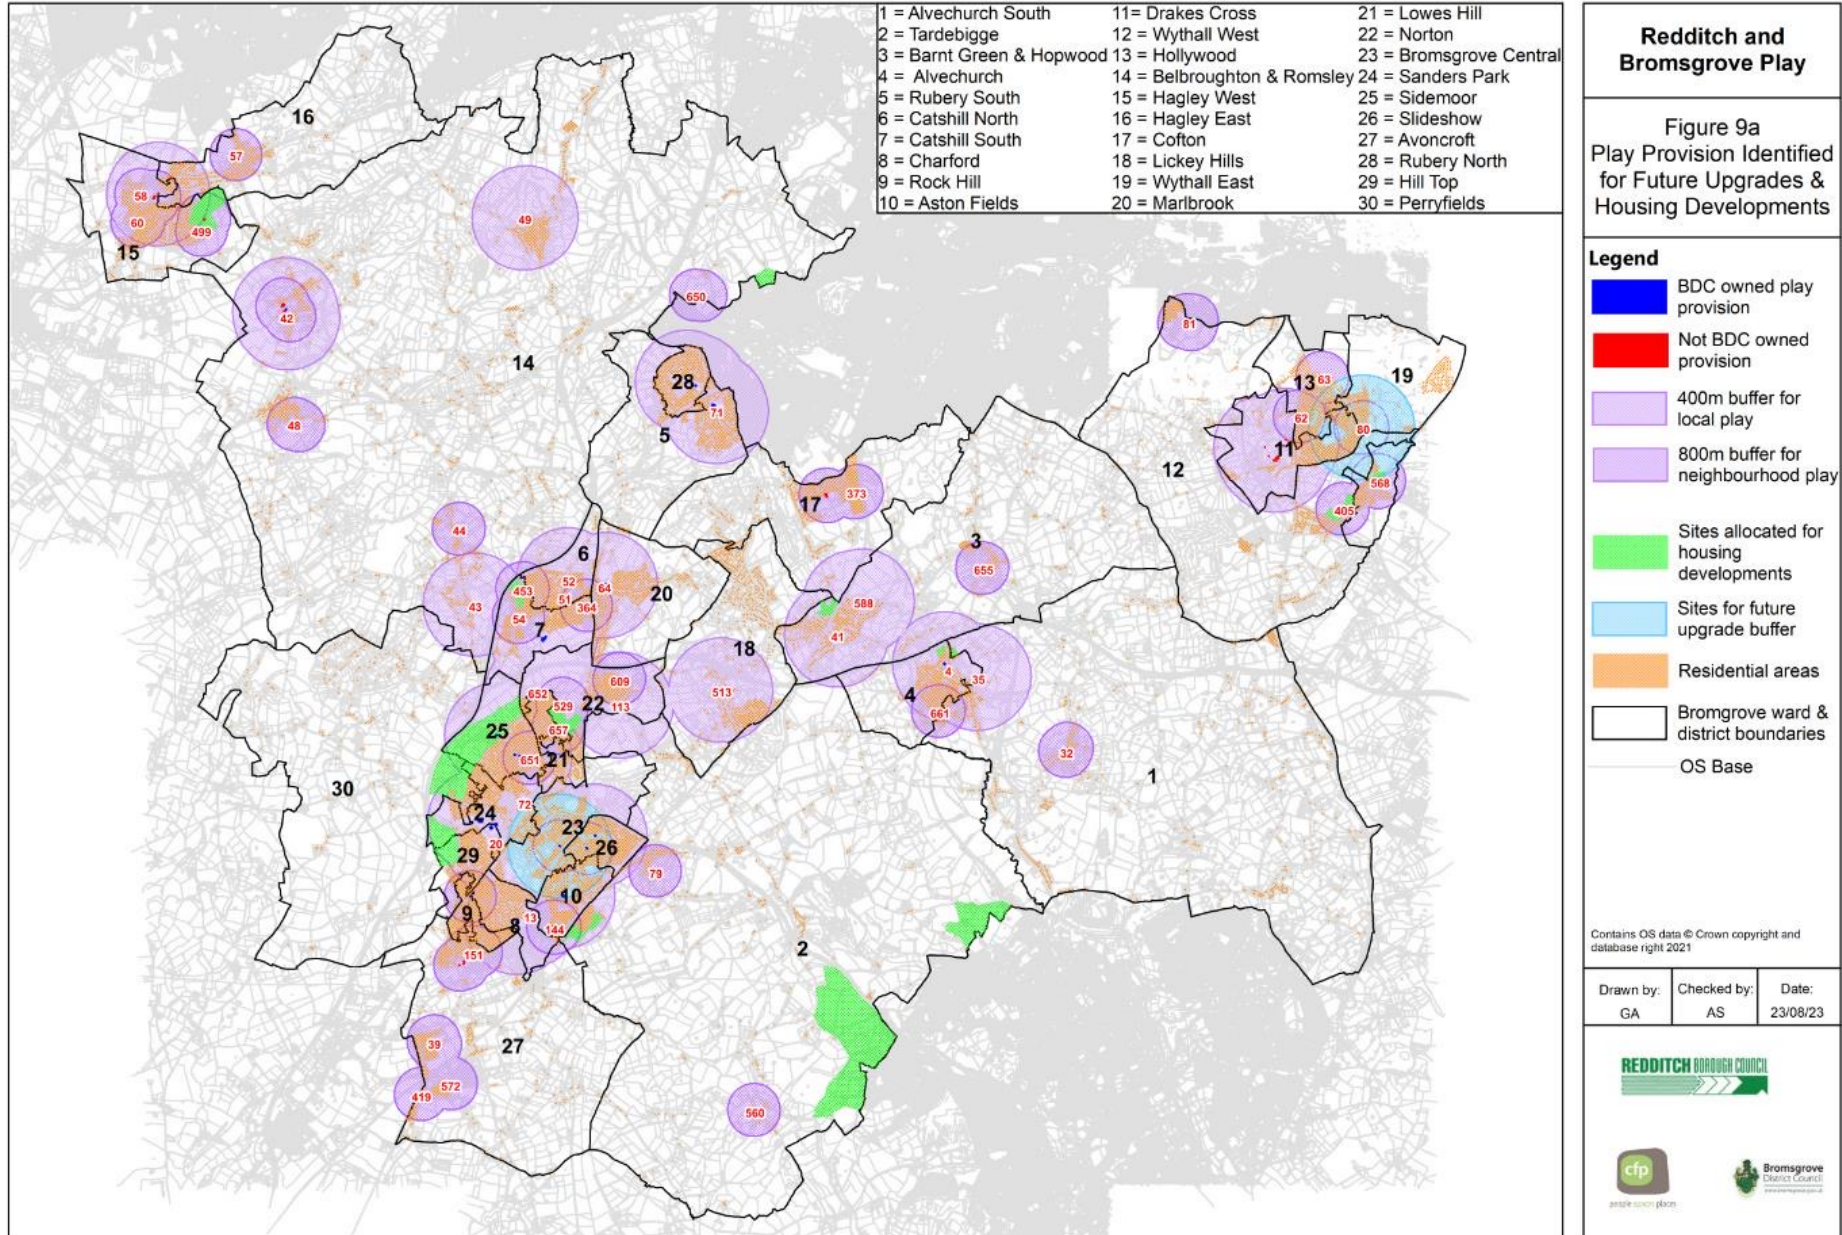 1 = Alvechurch South
2 = Tardebigge
3 = Barnt Green & Hopwood
4 = Alvechurch
5 = Rubery South
6 = Catshill North
7 = Catshill South
8 = Charford
9 = Rock Hill
10 = Aston Fields
11= Drakes Cross
12 = Wythall West
13 = Hollywood
14 = Belbroughton & Romsley
15 = Hagley West
16 = Hagley East
17 = Cofton
18 = Lickey Hills
19 = Wythall East
20 = Marlbrook
21 = Lowes Hill
22 = Norton
23 = Bromsgrove Central
24 = Sanders Park
25 = Sidemoor
26 = Slideshow
27 = Avoncroft
28 = Rubery North
29 = Hill Top
30 = Perryfields
16
57
58
60
499
15
49
42
650
81
14
28
71
5
48
13
63
19
62
80
11
12
568
405
17
373
44
6
3
655
52
453
51
64
364
20
43
54
7
588
41
18
4
35
4
661
609
652
529
22
113
513
657
25
651
21
32
1
30
72
24
23
20
29
26
79
10
9
13
8
144
151
2
39
27
572
419
560
Redditch and
Bromsgrove Play
Figure 9a
Play Provision Identified
for Future Upgrades &
Housing Developments
Legend
BDC owned play
provision
Not BDC owned
provision
400m buffer for
local play
800m buffer for
neighbourhood play
Sites allocated for
housing
developments
Sites for future
upgrade buffer
Residential areas
Bromgrove ward &
district boundaries
OS Base
Contains OS data © Crown copyright and
database right 2021
Drawn by:
GA
Checked by:
AS
Date:
23/08/23
REDDITCH BOROUGH COUNCIL
cfp
people spaces places
Bromsgrove
District Council